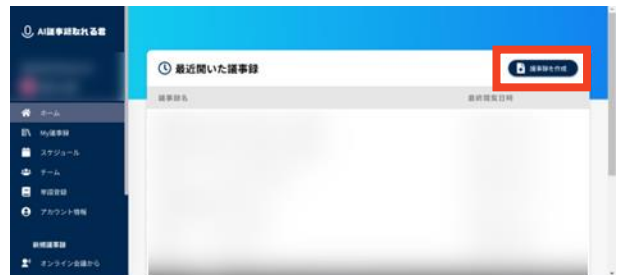 AI議事録取れる君
ホーム
My議事録
スケジュール
チーム
単語登録
アカウント情報
新規議事録
オンライン会議から
最近開いた議事録
議事録を作成
議事録名
最終閲覧日時